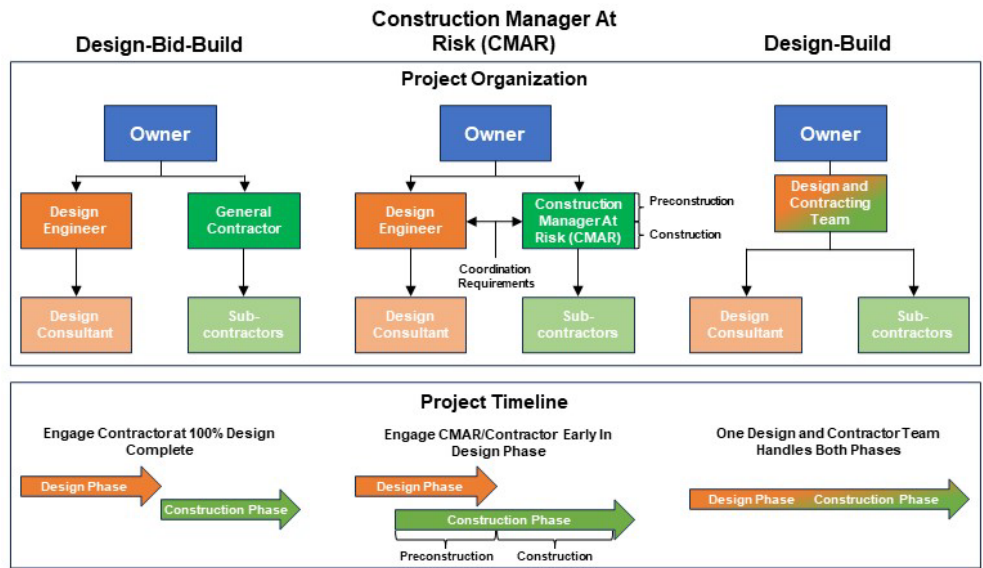 Design-Bid-Build
Construction Manager At
Risk (CMAR)
Design-Build
Project Organization
Owner
Design
Engineer
General
Contractor
Design
Consultant
Sub-
contractors
Owner
Design
Engineer
Construction
Manager At
Risk (CMAR)
Preconstruction
Construction
Coordination
Requirements
Design
Consultant
Sub-
contractors
Owner
Design and
Contracting
Team
Design
Consultant
Sub-
contractors
Project Timeline
Engage Contractor at 100% Design
Complete
Design Phase
Construction Phase
Engage CMAR/Contractor Early In
Design Phase
Design Phase
Construction Phase
Preconstruction
Construction
One Design and Contractor Team
Handles Both Phases
Design Phase
Construction Phase